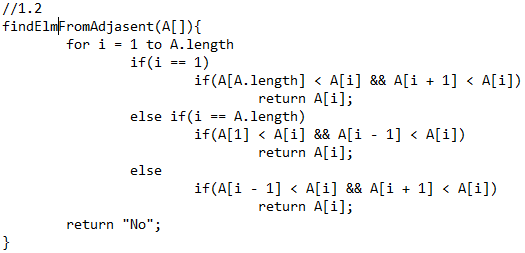 //1.2
findElmFromAdjasent(A[]){
for i = 1 to A.length
if(i == 1)
if(A[A.length] < A[i] && A[i + 1] < A[i])
return A[i];
else if(i == A.length)
if(A[1] < A[i] && A[i - 1] < A[i])
return A[i];
else
if(A[i - 1] < A[i] && A[i + 1] < A[i])
return A[i];
return "No";
}